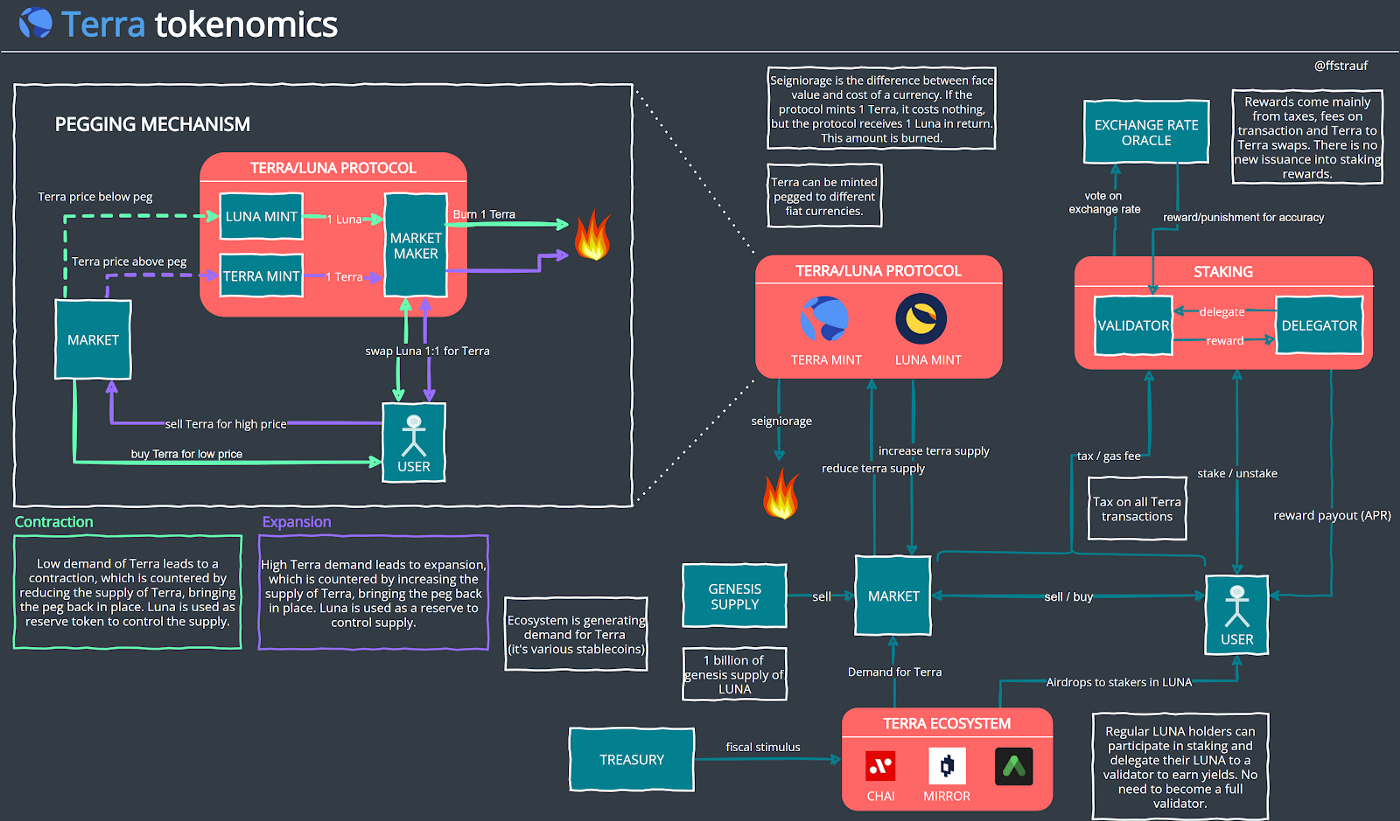 Terra tokenomics
@ffstrauf
PEGGING MECHANISM
TERRA/LUNA PROTOCOL
Terra price below peg
LUNA MINT
1 Luna
MARKET
MAKER
Burn 1 Terra
Terra price above peg
TERRA MINT
1 Terra
MARKET
swap Luna 1:1 for Terra
sell Terra for high price
buy Terra for low price
USER
Contraction
Low demand of Terra leads to a
contraction, which is countered by
reducing the supply of Terra, bringing
the peg back in place. Luna is used as
reserve token to control the supply.
Expansion
High Terra demand leads to expansion,
which is countered by increasing the
supply of Terra, bringing the peg back
in place. Luna is used as a reserve to
control supply.
Ecosystem is generating
demand for Terra
(it's various stablecoins)
Seigniorage is the difference between face
value and cost of a currency. If the
protocol mints 1 Terra, it costs nothing,
but the protocol receives 1 Luna in return.
This amount is burned.
Terra can be minted
pegged to different
fiat currencies.
TERRA/LUNA PROTOCOL
TERRA MINT
LUNA MINT
seigniorage
increase terra supply
reduce terra supply
GENESIS
SUPPLY
sell
MARKET
sell / buy
1 billion of
genesis supply of
LUNA
Demand for Terra
TREASURY
fiscal stimulus
TERRA ECOSYSTEM
CHAI
MIRROR
Airdrops to stakers in LUNA
EXCHANGE RATE
ORACLE
Rewards come mainly
from taxes, fees on
transaction and Terra to
Terra swaps. There is no
new issuance into staking
rewards.
vote on
exchange rate
reward/punishment for accuracy
STAKING
VALIDATOR
delegate
reward
DELEGATOR
tax / gas fee
Tax on all Terra
transactions
stake / unstake
reward payout (APR)
USER
Regular LUNA holders can
participate in staking and
delegate their LUNA to a
validator to earn yields. No
need to become a full
validator.